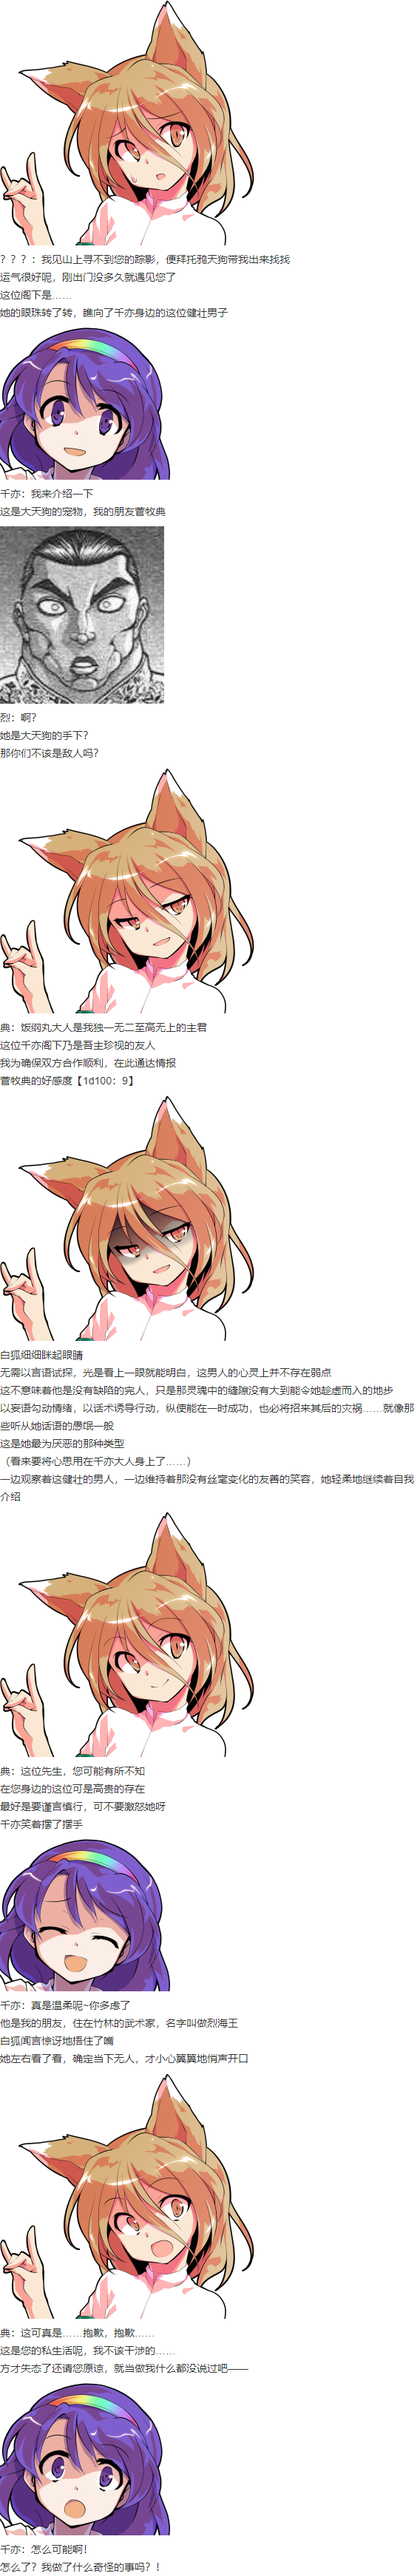 ？？？：我见山上寻不到您的踪影，便拜托鸦天狗带我出来找找
运气很好呢，刚出门没多久就遇见您了
这位阁下是……
她的眼珠转了转，瞧向了千亦身边的这位健壮男子
千亦：我来介绍一下
这是大天狗的宠物，我的朋友菅牧典
烈：啊？
她是大天狗的手下？
那你们不该是敌人吗？
典：饭纲丸大人是我独一无二至高无上的主君
这位千亦阁下乃是吾主珍视的友人
我为确保双方合作顺利，在此通达情报
菅牧典的好感度【1d100：9】
白狐细细眯起眼睛
无需以言语试探，光是看上一眼就能明白，这男人的心灵上并不存在弱点
这不意味着他是没有缺陷的完人，只是那灵魂中的缝隙没有大到能令她趁虚而入的地步
以妄语勾动情绪，以话术诱导行动，纵使能在一时成功，也必将招来其后的灾祸……就像那
些听从她话语的愚氓一般
这是她最为厌恶的那种类型
（看来要将心思用在千亦大人身上了……）
一边观察着这健壮的男人，一边维持着那没有丝毫变化的友善的笑容，她轻柔地继续着自我
介绍
典：这位先生，您可能有所不知
在您身边的这位可是高贵的存在
最好是要谨言慎行，可不要激怒她呀
千亦笑着摆了摆手
千亦：真是温柔呢~你多虑了
他是我的朋友，住在竹林的武术家，名字叫做烈海王
白狐闻言惊讶地捂住了嘴
她左右看了看，确定当下无人，才小心翼翼地悄声开口
典：这可真是……抱歉，抱歉……
这是您的私生活呢，我不该干涉的……
方才失态了还请您原谅，就当做我什么都没说过吧——
千亦：怎么可能啊！
怎么了？我做了什么奇怪的事吗？！